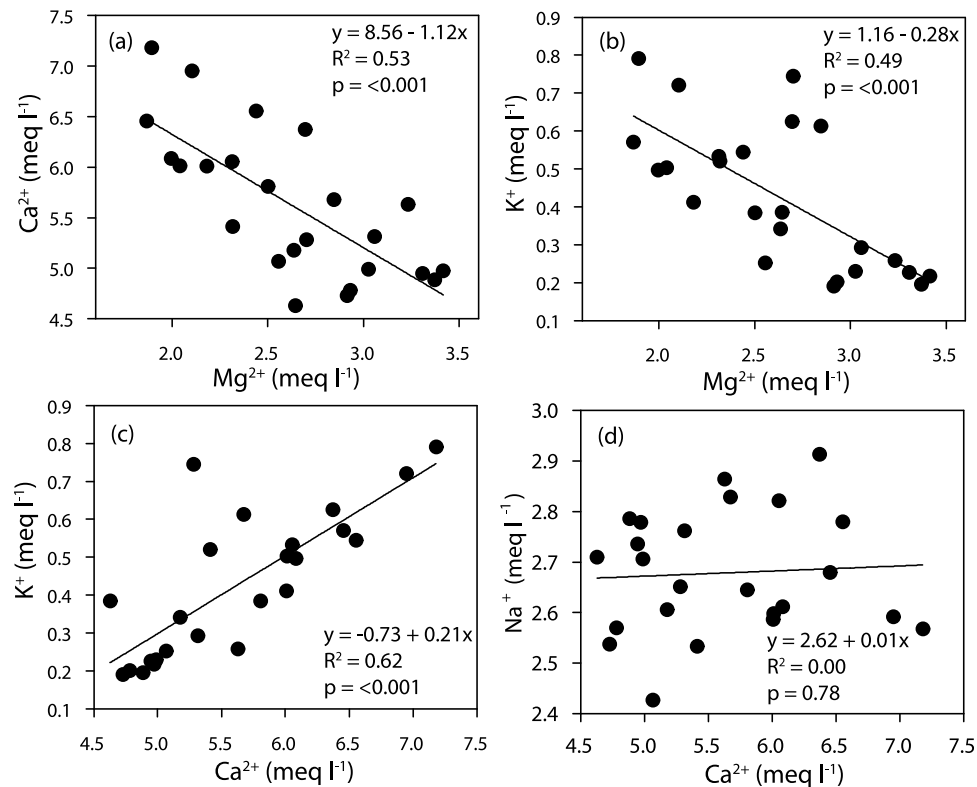 (a)
y = 8.56 - 1.12x
R² = 0.53
p = <0.001
7.5
7.0
6.5
6.0
5.5
5.0
4.5
Ca²⁺ (meq l⁻¹)
2.0 2.5 3.0 3.5
Mg²⁺ (meq l⁻¹)
(b)
y = 1.16 - 0.28x
R² = 0.49
p = <0.001
0.9
0.8
0.7
0.6
0.5
0.4
0.3
0.2
0.1
K⁺ (meq l⁻¹)
2.0 2.5 3.0 3.5
Mg²⁺ (meq l⁻¹)
(c)
0.9
0.8
0.7
0.6
0.5
0.4
0.3
0.2
0.1
K⁺ (meq l⁻¹)
y = -0.73 + 0.21x
R² = 0.62
p = <0.001
4.5 5.0 5.5 6.0 6.5 7.0 7.5
Ca²⁺ (meq l⁻¹)
(d)
3.0
2.9
2.8
2.7
2.6
2.5
2.4
Na⁺ (meq l⁻¹)
y = 2.62 + 0.01x
R² = 0.00
p = 0.78
4.5 5.0 5.5 6.0 6.5 7.0 7.5
Ca²⁺ (meq l⁻¹)